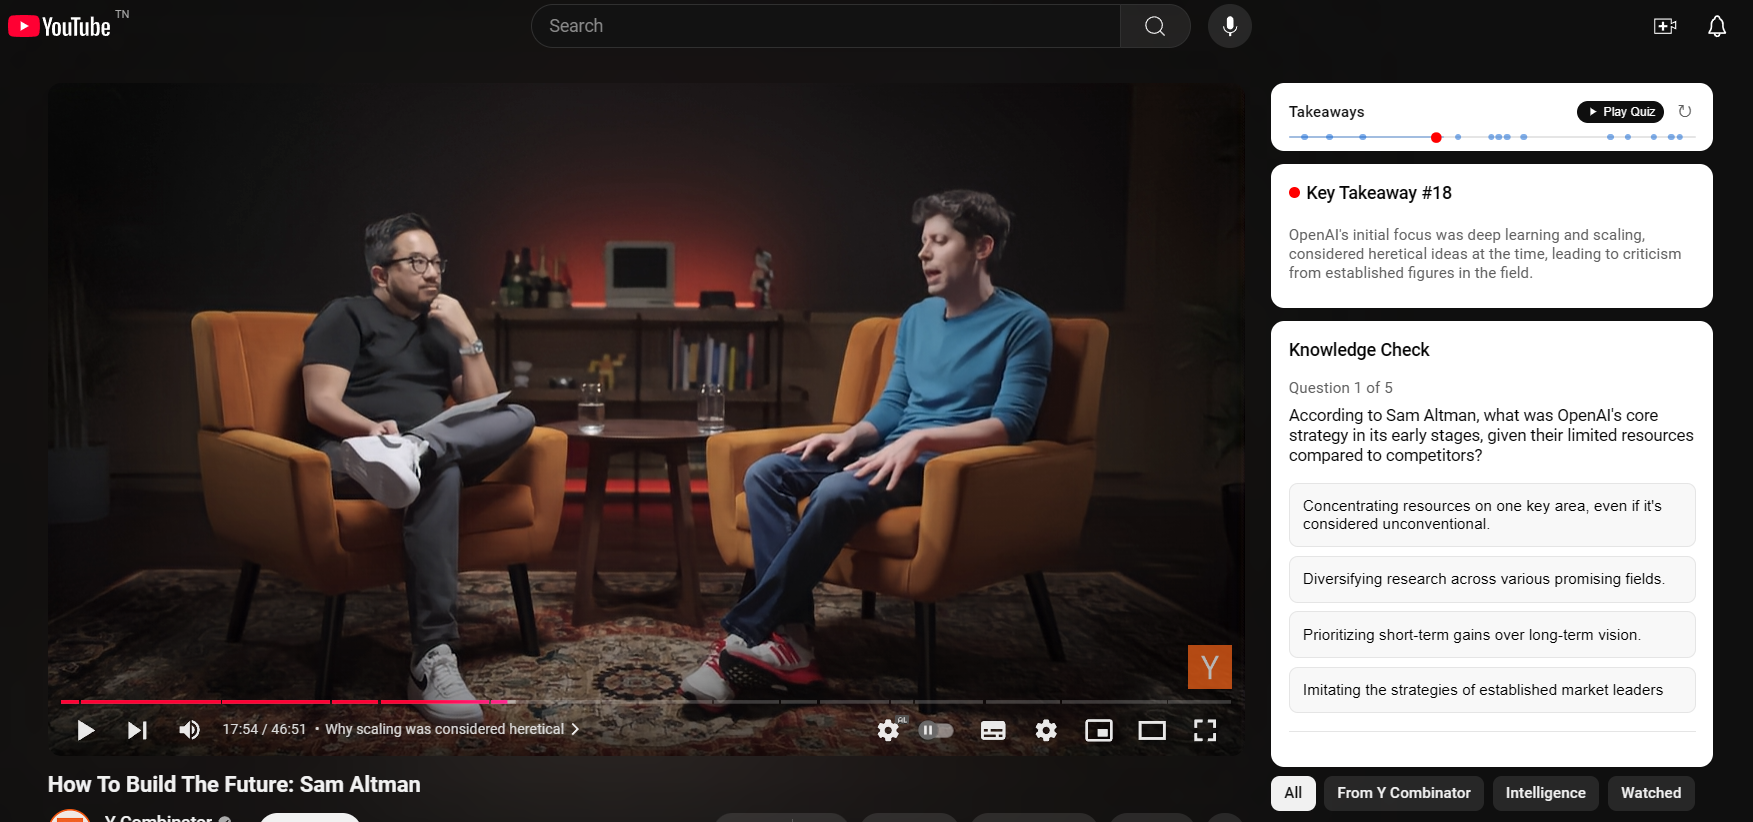 YouTube TN
Search
Takeaways
Play Quiz
Key Takeaway #18
OpenAI's initial focus was deep learning and scaling,
considered heretical ideas at the time, leading to criticism
from established figures in the field.
Knowledge Check
Question 1 of 5
According to Sam Altman, what was OpenAI's core
strategy in its early stages, given their limited resources
compared to competitors?
Concentrating resources on one key area, even if it's
considered unconventional.
Diversifying research across various promising fields.
Prioritizing short-term gains over long-term vision.
Imitating the strategies of established market leaders
Y
17:54 / 46:51 • Why scaling was considered heretical
How To Build The Future: Sam Altman
Y Combinator
All
From Y Combinator
Intelligence
Watched